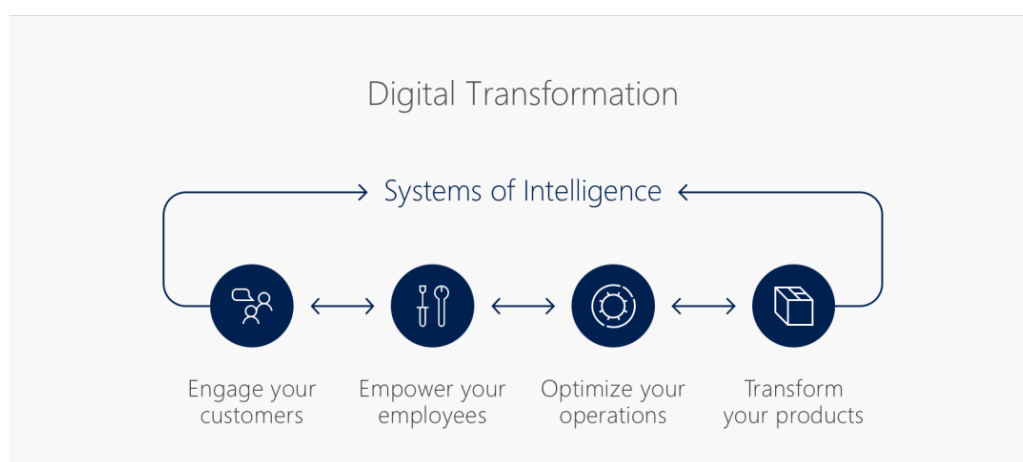 Digital Transformation
Systems of Intelligence
Engage your
customers
Empower your
employees
Optimize your
operations
Transform
your products